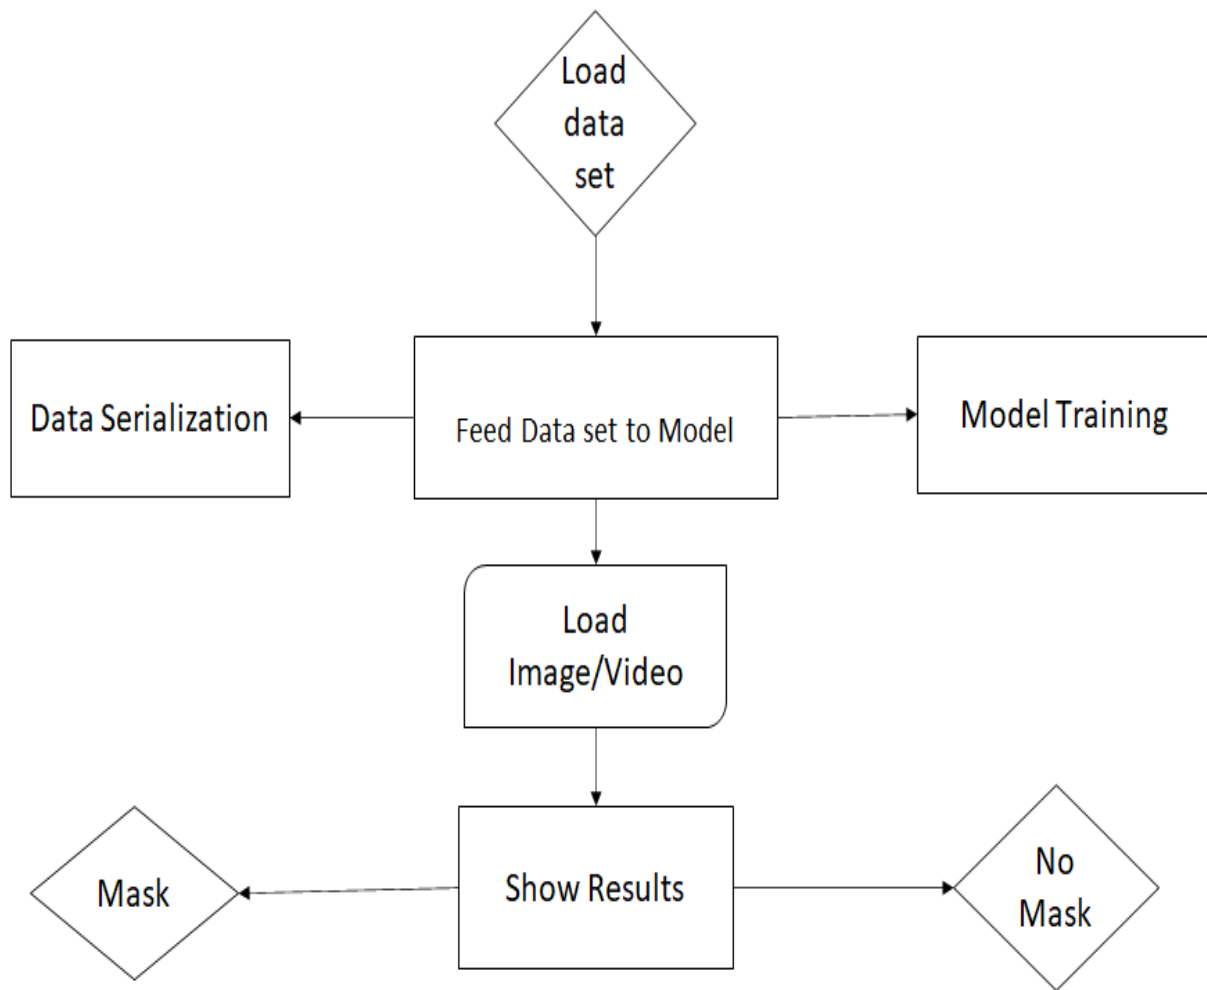 Load
data
set
Data Serialization
Feed Data set to Model
Model Training
Load
Image/Video
Mask
Show Results
No
Mask